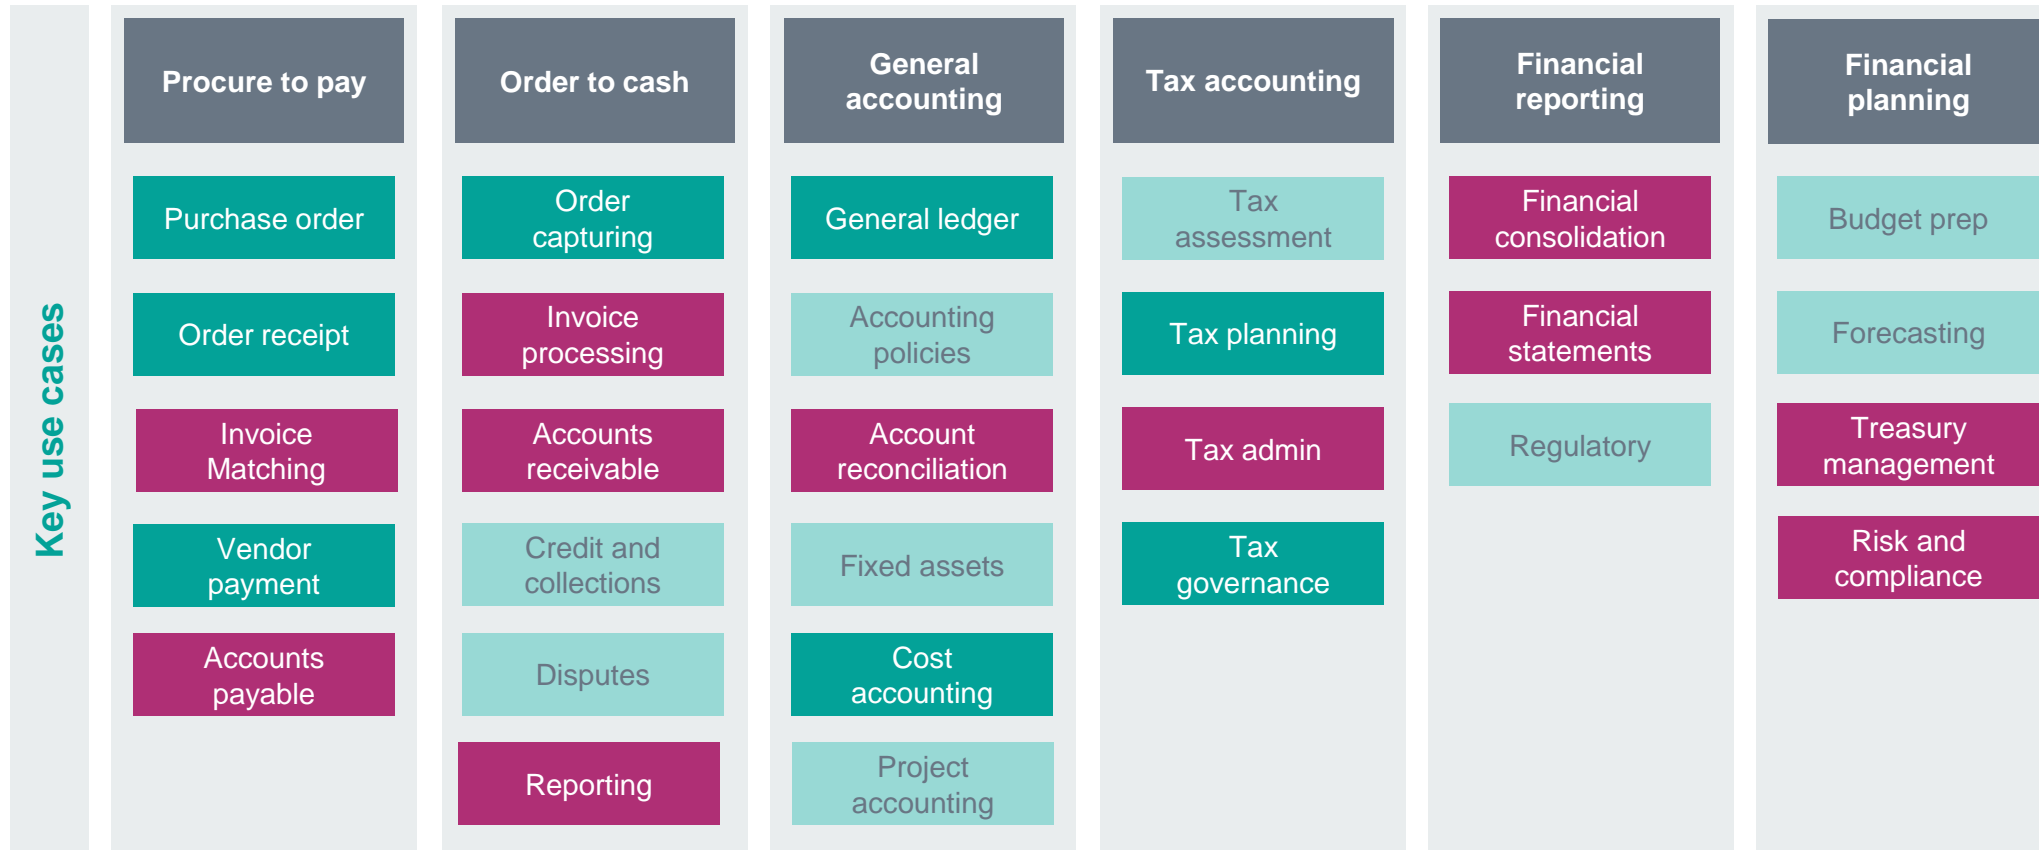 Key use cases
Procure to pay
Purchase order
Order receipt
Invoice
Matching
Vendor
payment
Accounts
payable
Order to cash
Order
capturing
Invoice
processing
Accounts
receivable
Credit and
collections
Disputes
Reporting
General
accounting
General ledger
Accounting
policies
Account
reconciliation
Fixed assets
Cost
accounting
Project
accounting
Tax accounting
Tax
assessment
Tax planning
Tax admin
Tax
governance
Financial
reporting
Financial
consolidation
Financial
statements
Regulatory
Financial
planning
Budget prep
Forecasting
Treasury
management
Risk and
compliance